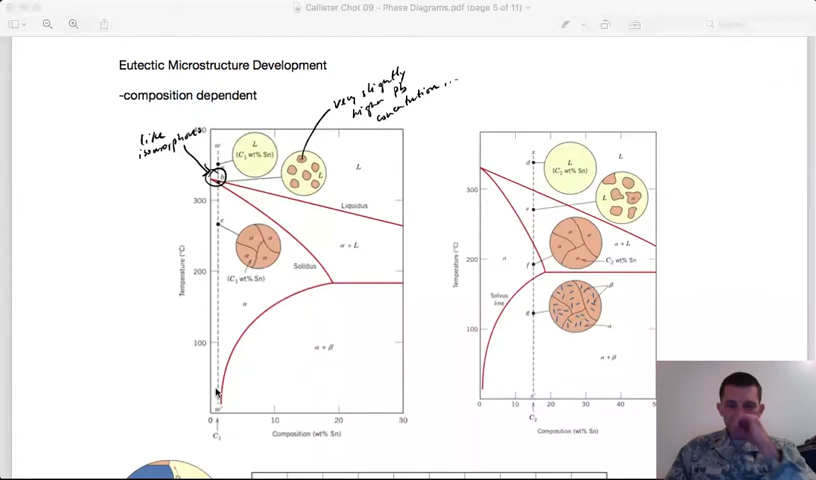 Callister Chpt 09 - Phase Diagrams.pdf (page 5 of 11)
Search
Eutectic Microstructure Development
-composition dependent
like
isomorphous
very slightly
higher Pb
concentration...
400
300
200
100
0
10
20
30
Temperature (°C)
Composition (wt% Sn)
w
L
(C1 wt% Sn)
b
L
L
Liquidus
c
α + L
α
α
α
α
α
(C1 wt% Sn)
Solidus
α
α + β
w'
C1
300
200
100
0
10
20
30
40
50
Temperature (°C)
Composition (wt% Sn)
x
d
L
(C2 wt% Sn)
L
e
L
α
α + L
α
α
α
α
C2 wt% Sn
f
Solvus
line
β
g
α
α + β
x'
C2